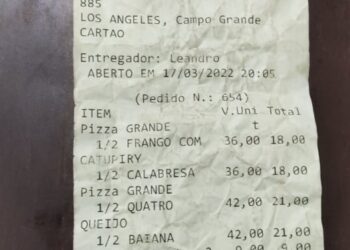 885
LOS ANGELES, Campo Grande
CARTAO
Entregador: Leandro
ABERTO EM 17/03/2022 20:05
(Pedido N.: 654)
ITEM V.Uni Total
Pizza GRANDE t
1/2 FRANGO COM 36,00 18,00
CATUPIRY
1/2 CALABRESA 36,00 18,00
Pizza GRANDE
1/2 QUATRO 42,00 21,00
QUEIJO
1/2 BAIANA 42,00 21,00